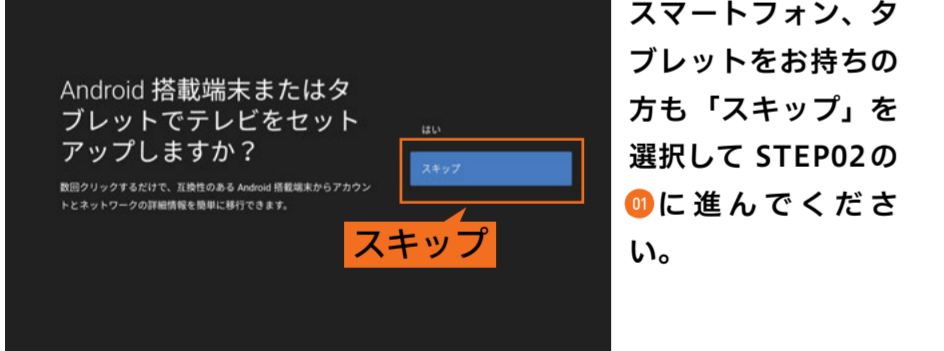 Android 搭載端末またはタ
ブレットでテレビをセット
アップしますか？
数回クリックするだけで、互換性のある Android 搭載端末からアカウン
トとネットワークの詳細情報を簡単に移行できます。
はい
スキップ
スキップ
スマートフォン、タ
ブレットをお持ちの
方も「スキップ」を
選択して STEP02の
01に進んでくださ
い。